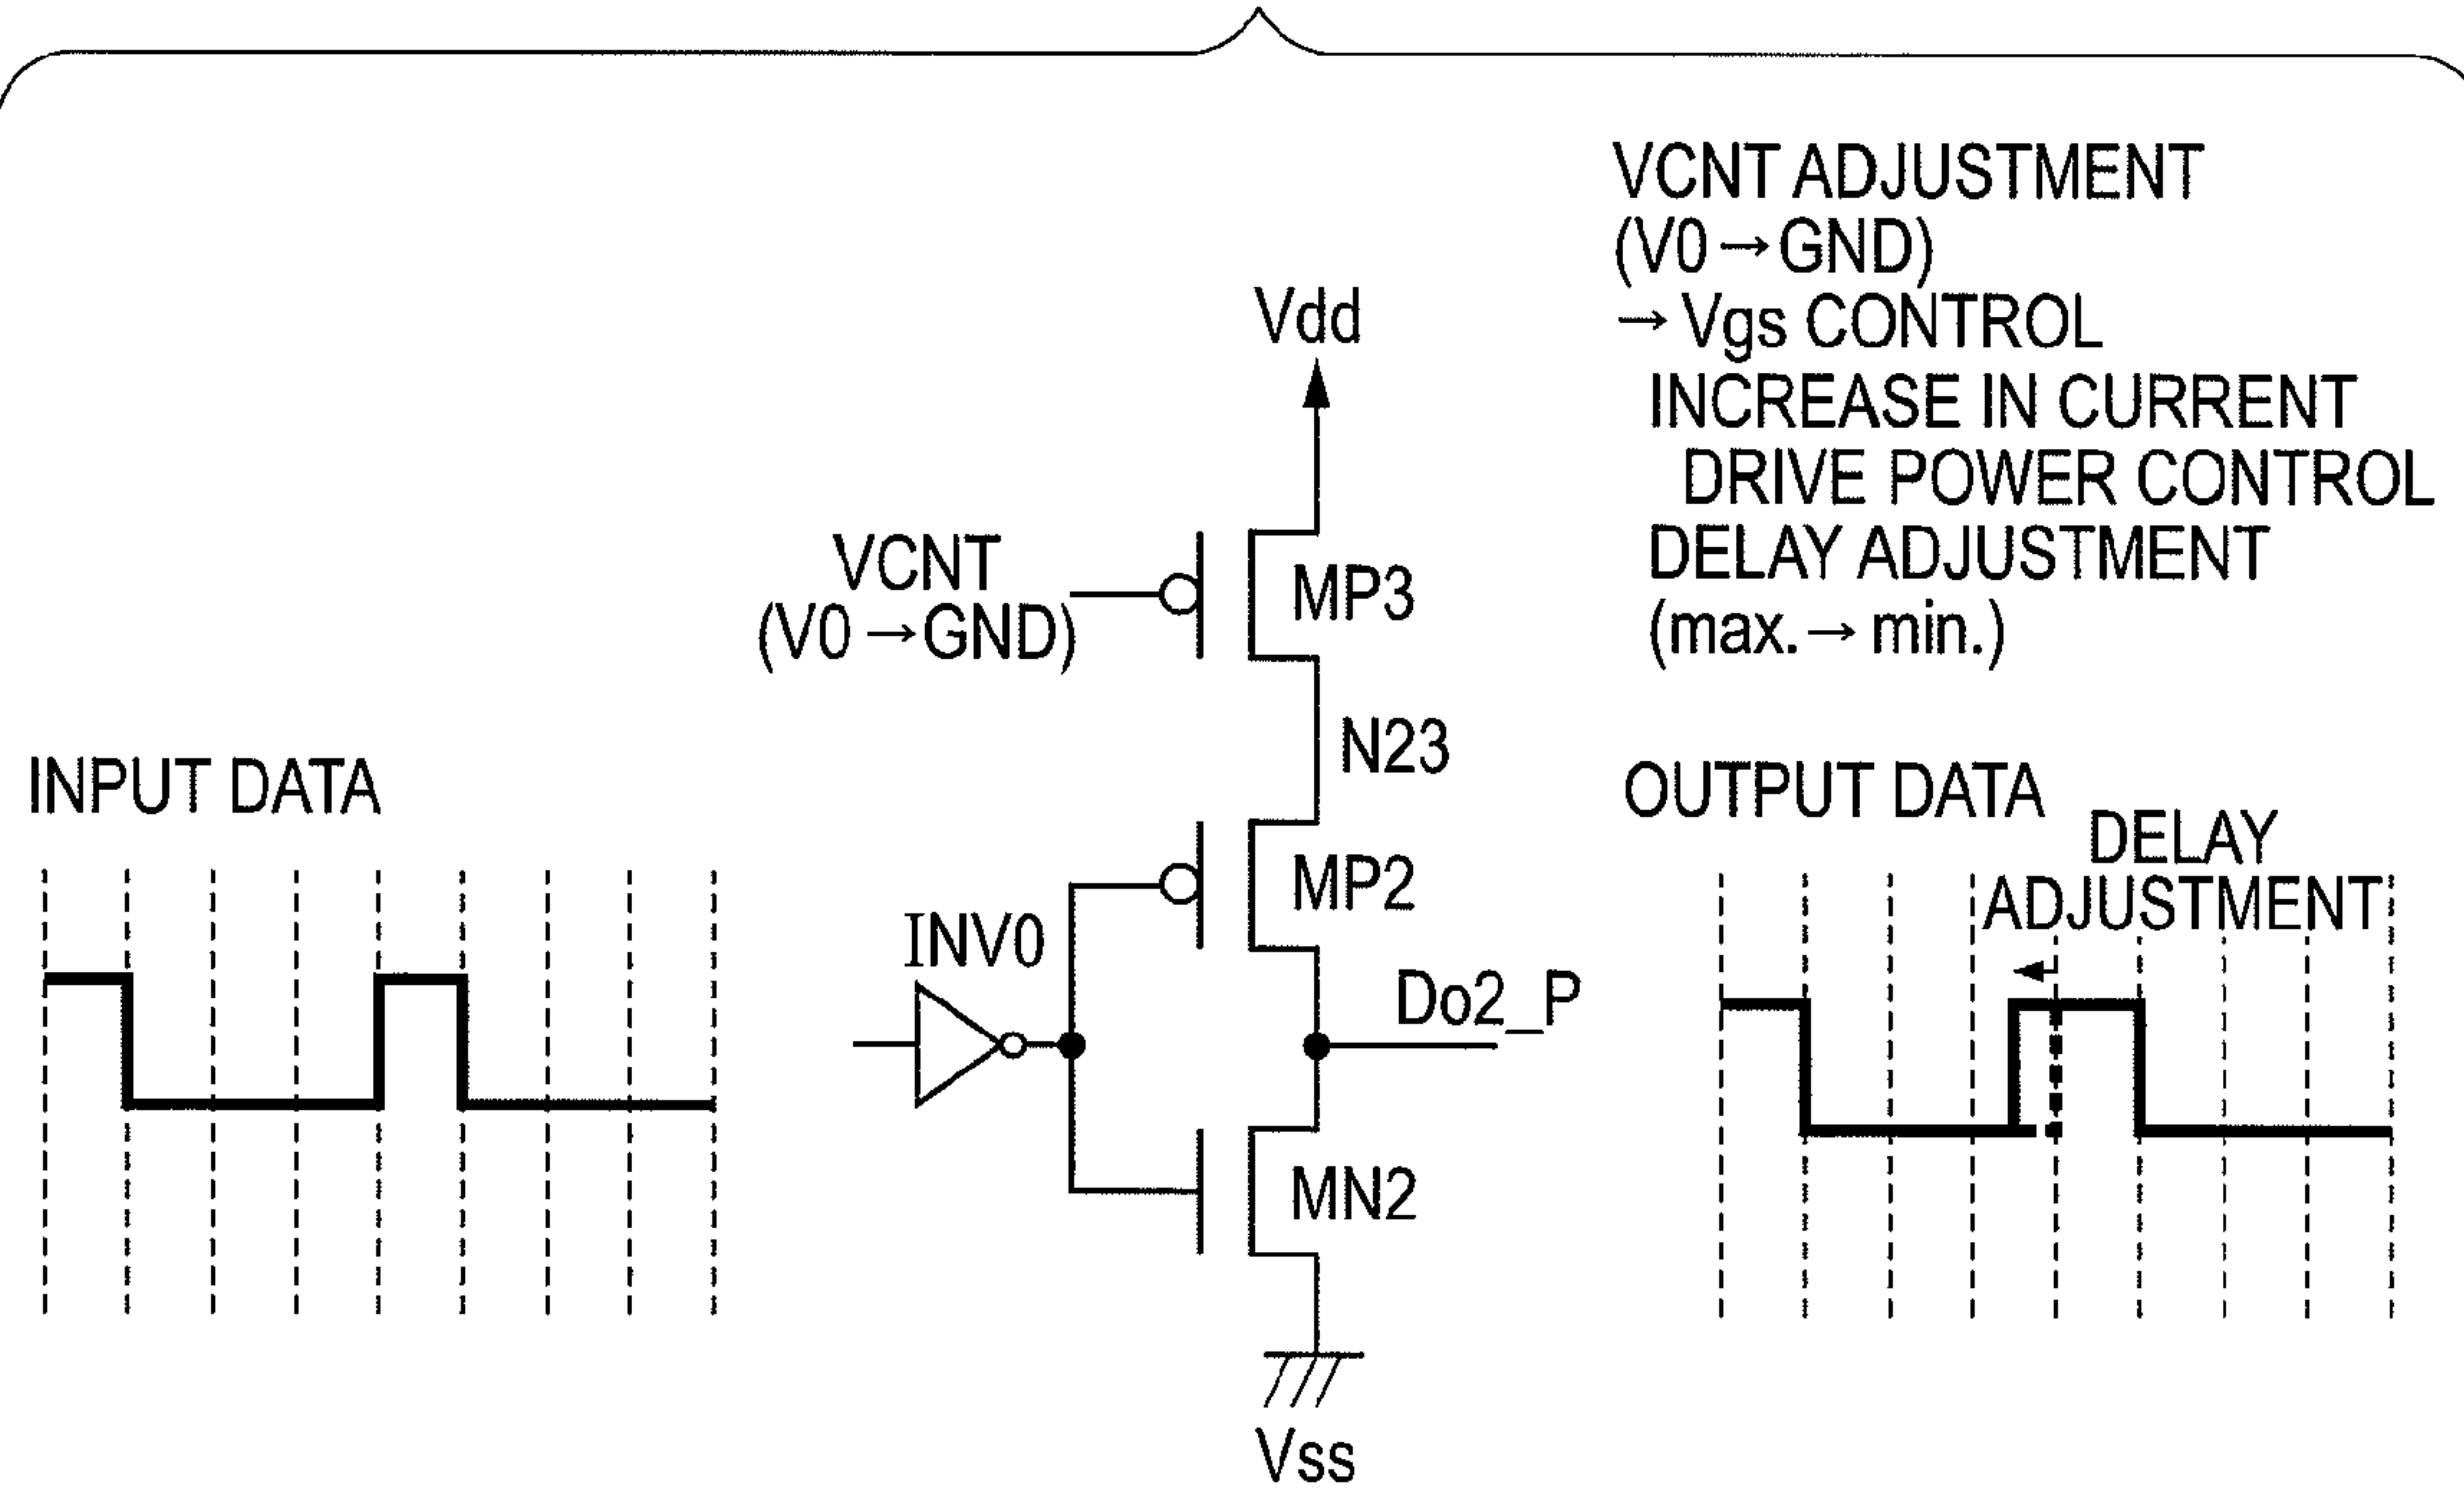 VCNT ADJUSTMENT
(V0→GND)
→ Vgs CONTROL
INCREASE IN CURRENT
DRIVE POWER CONTROL
DELAY ADJUSTMENT
(max.→ min.)
Vdd
VCNT
(V0→GND)
MP3
N23
INPUT DATA
MP2
INV0
Do2_P
MN2
Vss
OUTPUT DATA
DELAY
ADJUSTMENT